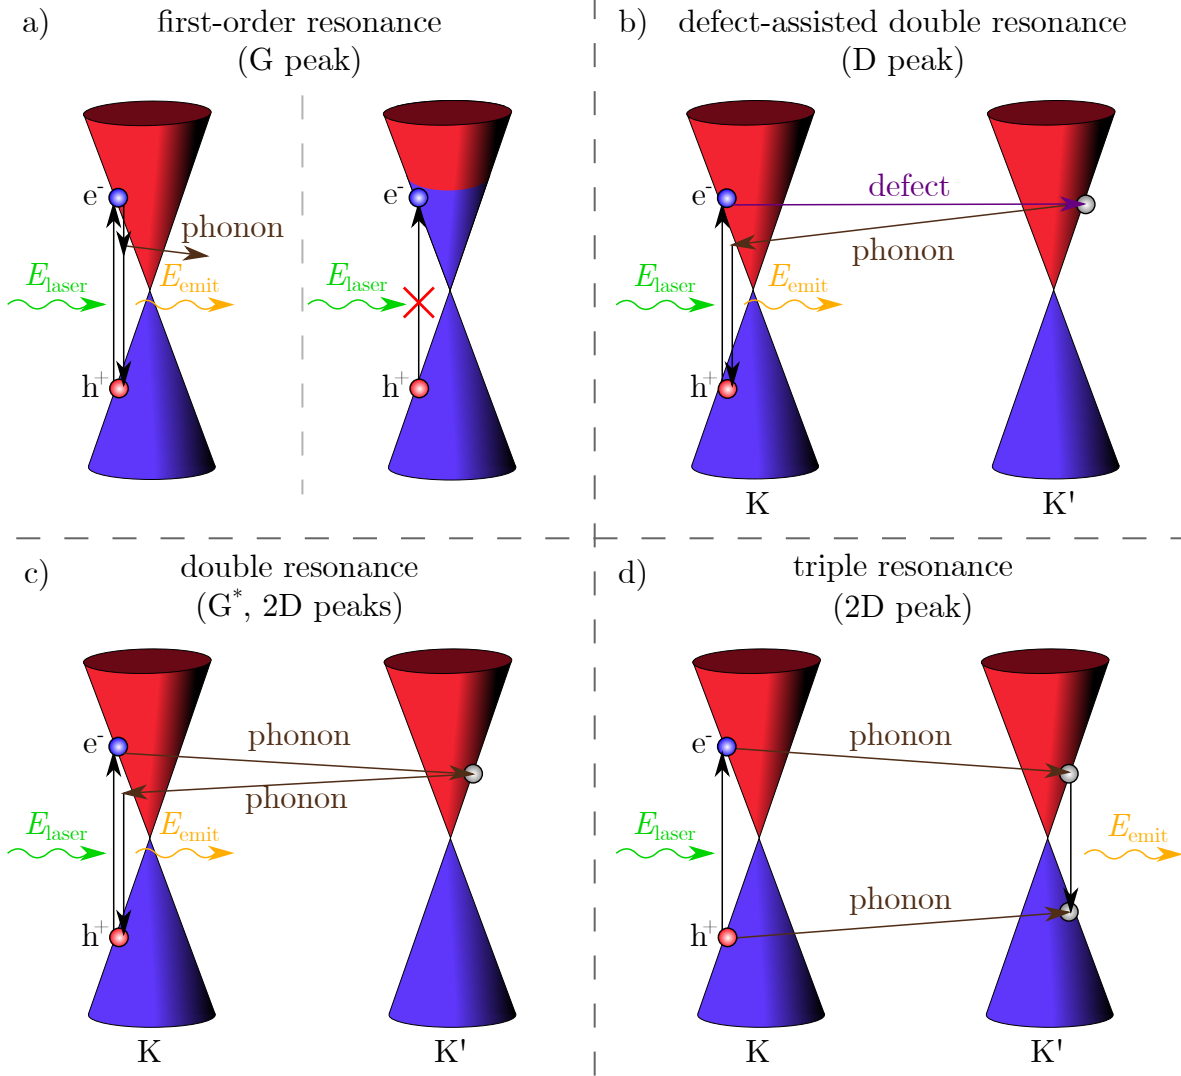 a)
first-order resonance
(G peak)
e-
phonon
E_laser
E_emit
h+
e-
E_laser
h+
b)
defect-assisted double resonance
(D peak)
e-
defect
phonon
E_laser
E_emit
h+
K
K'
c)
double resonance
(G*, 2D peaks)
e-
phonon
phonon
E_laser
E_emit
h+
K
K'
d)
triple resonance
(2D peak)
e-
phonon
E_laser
E_emit
phonon
h+
K
K'